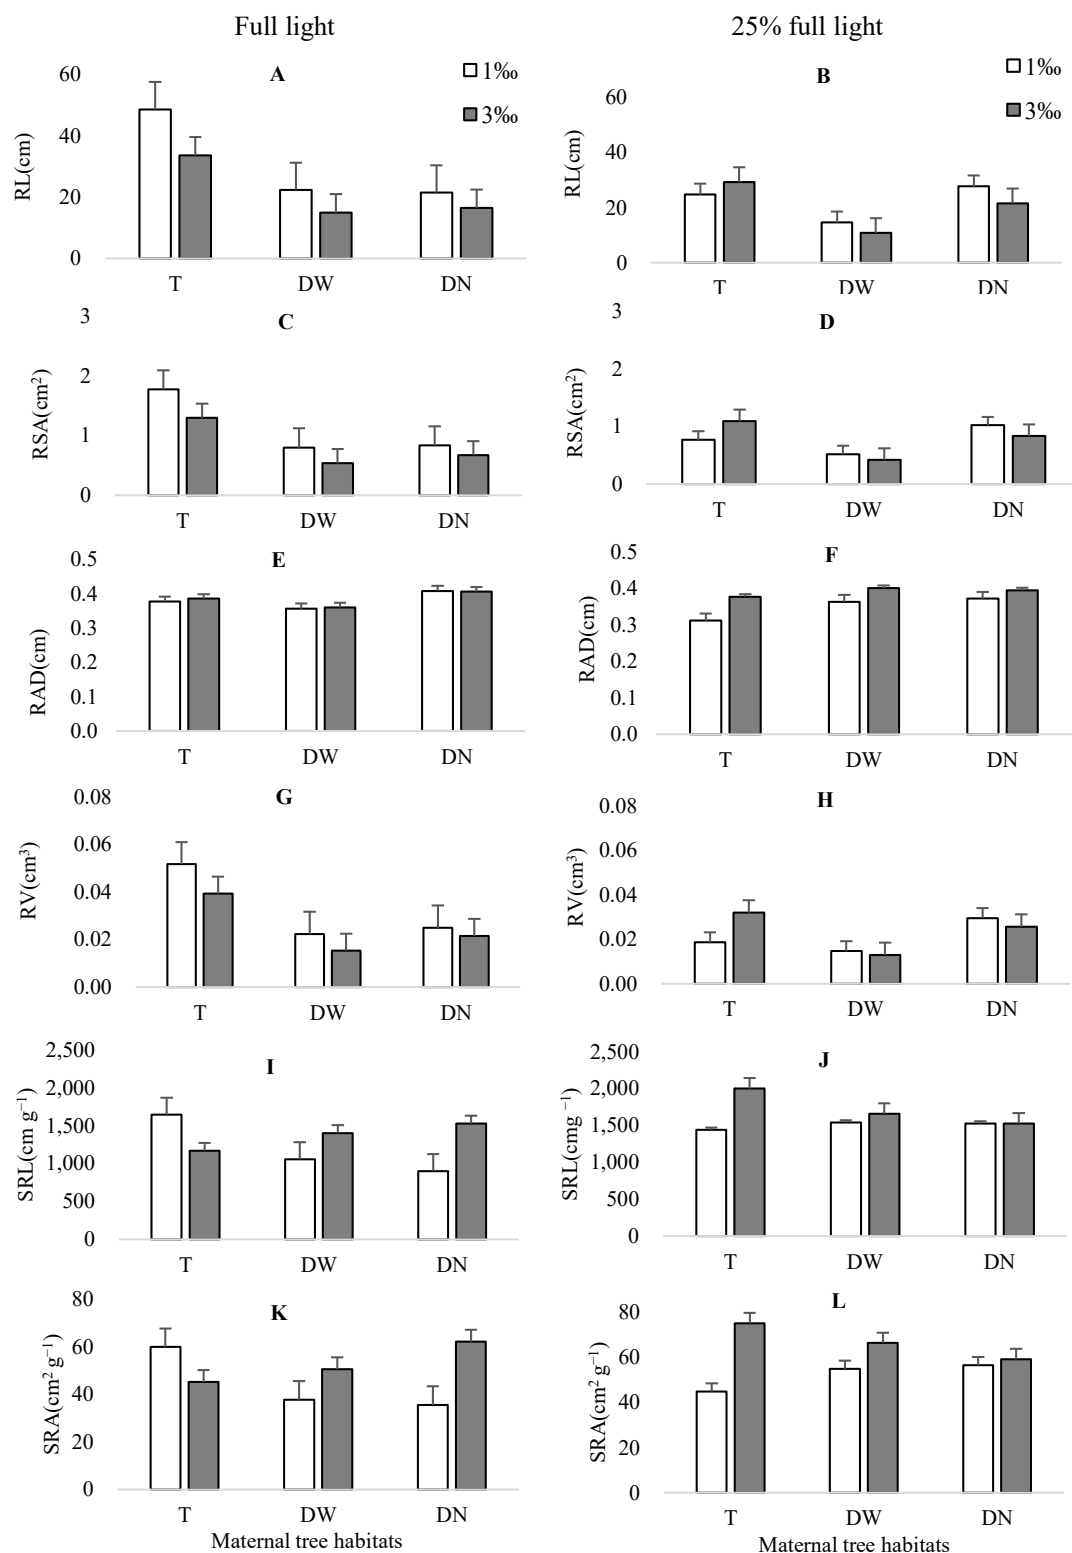 Full light
25% full light
A
1‰
3‰
RL(cm)
60
40
20
0
T
DW
DN
B
1‰
3‰
RL(cm)
60
40
20
0
T
DW
DN
C
RSA(cm²)
3
2
1
0
T
DW
DN
D
RSA(cm²)
3
2
1
0
T
DW
DN
E
RAD(cm)
0.5
0.4
0.3
0.2
0.1
0.0
T
DW
DN
F
RAD(cm)
0.5
0.4
0.3
0.2
0.1
0.0
T
DW
DN
G
RV(cm³)
0.08
0.06
0.04
0.02
0.00
T
DW
DN
H
RV(cm³)
0.08
0.06
0.04
0.02
0.00
T
DW
DN
I
SRL(cm g⁻¹)
2,500
2,000
1,500
1,000
500
0
T
DW
DN
J
SRL(cmg ⁻¹)
2,500
2,000
1,500
1,000
500
0
T
DW
DN
K
SRA(cm² g⁻¹)
80
60
40
20
0
T
DW
DN
Maternal tree habitats
L
SRA(cm² g⁻¹)
80
60
40
20
0
T
DW
DN
Maternal tree habitats